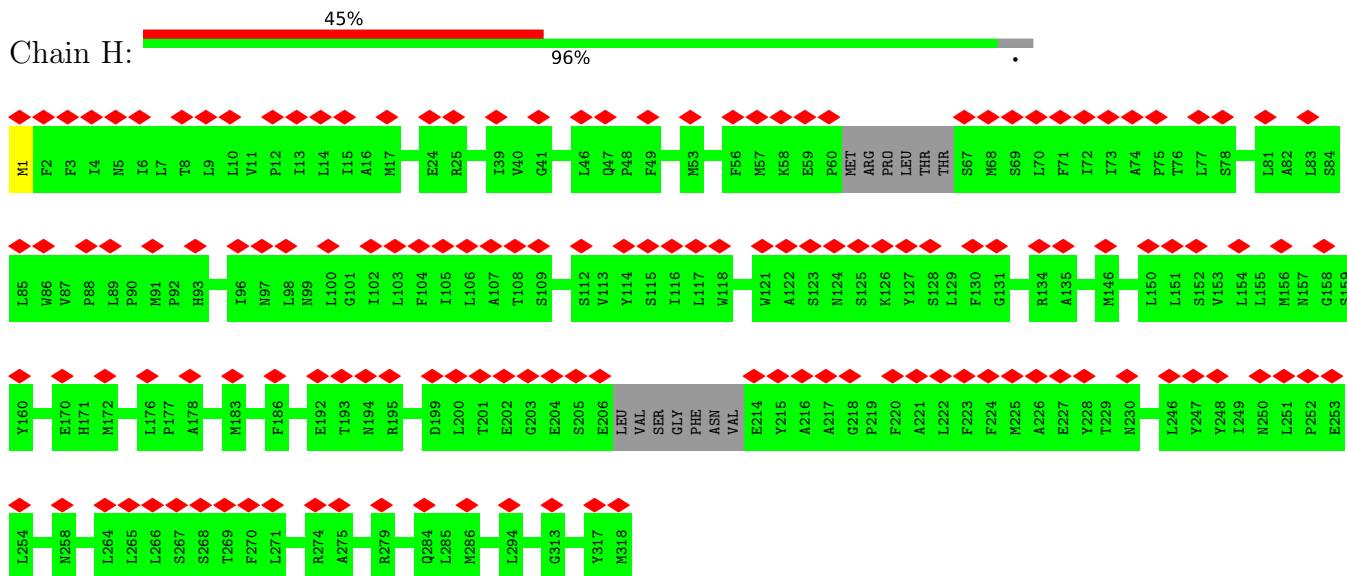 45%
Chain H:
96%
.
M1 F2 F3 I4 N5 I6 L7 T8 L9 L10 V11 P12 I13 L14 I15 A16 M17 E24 R25 I39 V40 G41 L46 Q47 P48 F49 M53 F56 M57 K58 E59 P60 MET ARG PRO LEU THR THR S67 M68 S69 L70 F71 I72 I73 A74 P75 T76 L77 S78 L81 A82 L83 S84
L85 W86 V87 P88 L89 P90 M91 P92 H93 I96 N97 L98 N99 L100 G101 I102 L103 F104 I105 L106 A107 T108 S109 S112 V113 Y114 S115 I116 L117 W118 W121 A122 S123 N124 S125 K126 Y127 S128 L129 F130 G131 R134 A135 M146 L150 L151 S152 V153 L154 L155 M156 N157 G158 S159
Y160 E170 H171 M172 L176 P177 A178 M183 F186 E192 T193 N194 R195 D199 L200 T201 E202 G203 E204 S205 E206 LEU VAL SER GLY PHE ASN VAL E214 Y215 A216 A217 G218 P219 F220 A221 L222 F223 F224 M225 A226 E227 Y228 T229 N230 L246 Y247 Y248 I249 N250 L251 P252 E253
L254 N258 L264 L265 L266 S267 S268 T269 F270 L271 R274 A275 R279 Q284 L285 M286 L294 G313 Y317 M318